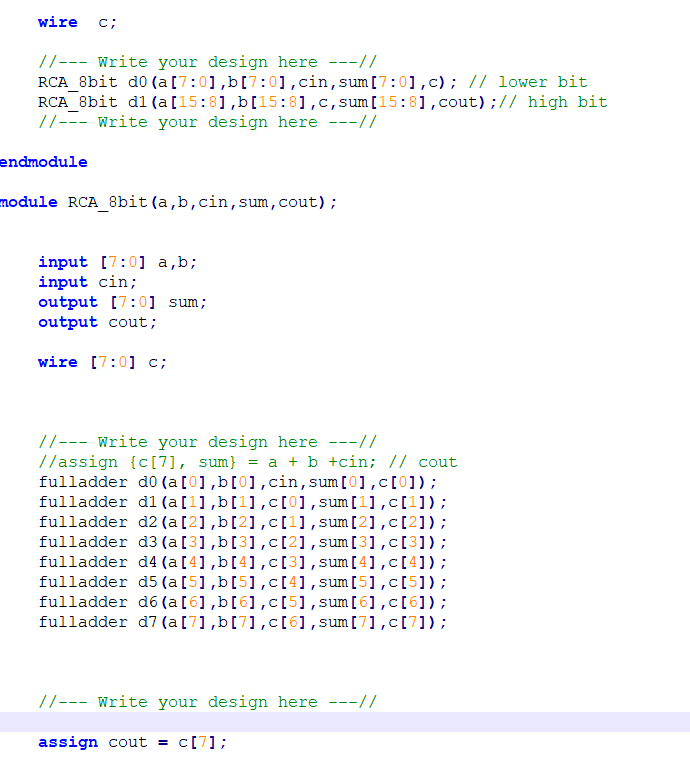 wire  c;
//--- Write your design here ---//
RCA_8bit d0(a[7:0],b[7:0],cin,sum[7:0],c); // lower bit
RCA_8bit d1(a[15:8],b[15:8],c,sum[15:8],cout);// high bit
//--- Write your design here ---//
endmodule
module RCA_8bit(a,b,cin,sum,cout);
input [7:0] a,b;
input cin;
output [7:0] sum;
output cout;
wire [7:0] c;
//--- Write your design here ---//
//assign {c[7], sum} = a + b +cin; // cout
fulladder d0(a[0],b[0],cin,sum[0],c[0]);
fulladder d1(a[1],b[1],c[0],sum[1],c[1]);
fulladder d2(a[2],b[2],c[1],sum[2],c[2]);
fulladder d3(a[3],b[3],c[2],sum[3],c[3]);
fulladder d4(a[4],b[4],c[3],sum[4],c[4]);
fulladder d5(a[5],b[5],c[4],sum[5],c[5]);
fulladder d6(a[6],b[6],c[5],sum[6],c[6]);
fulladder d7(a[7],b[7],c[6],sum[7],c[7]);
//--- Write your design here ---//
assign cout = c[7];